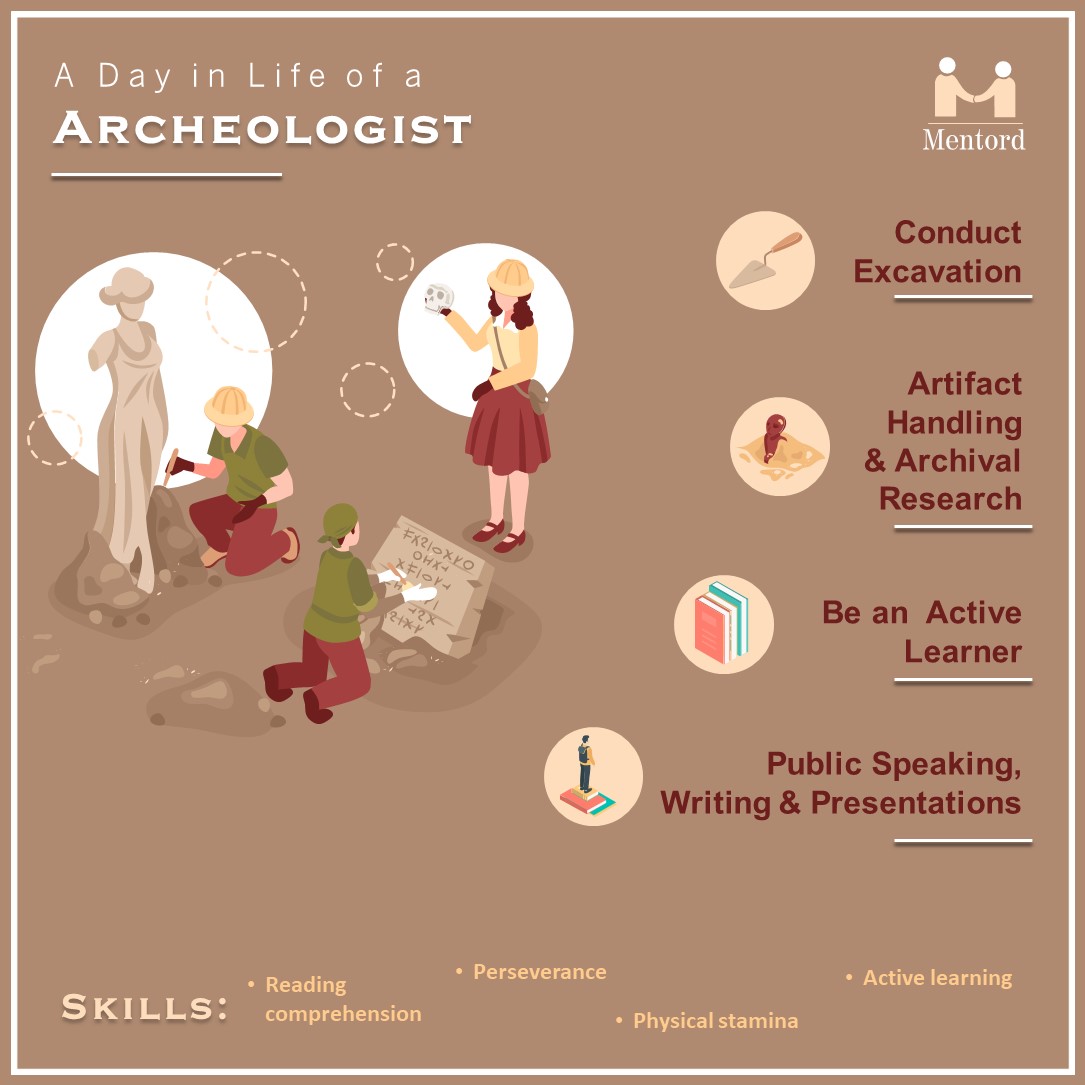 A Day in Life of a
ARCHEOLOGIST
Mentord
Conduct
Excavation
Artifact
Handling
& Archival
Research
Be an Active
Learner
Public Speaking,
Writing & Presentations
SKILLS:
• Reading
comprehension
• Perseverance
• Physical stamina
• Active learning